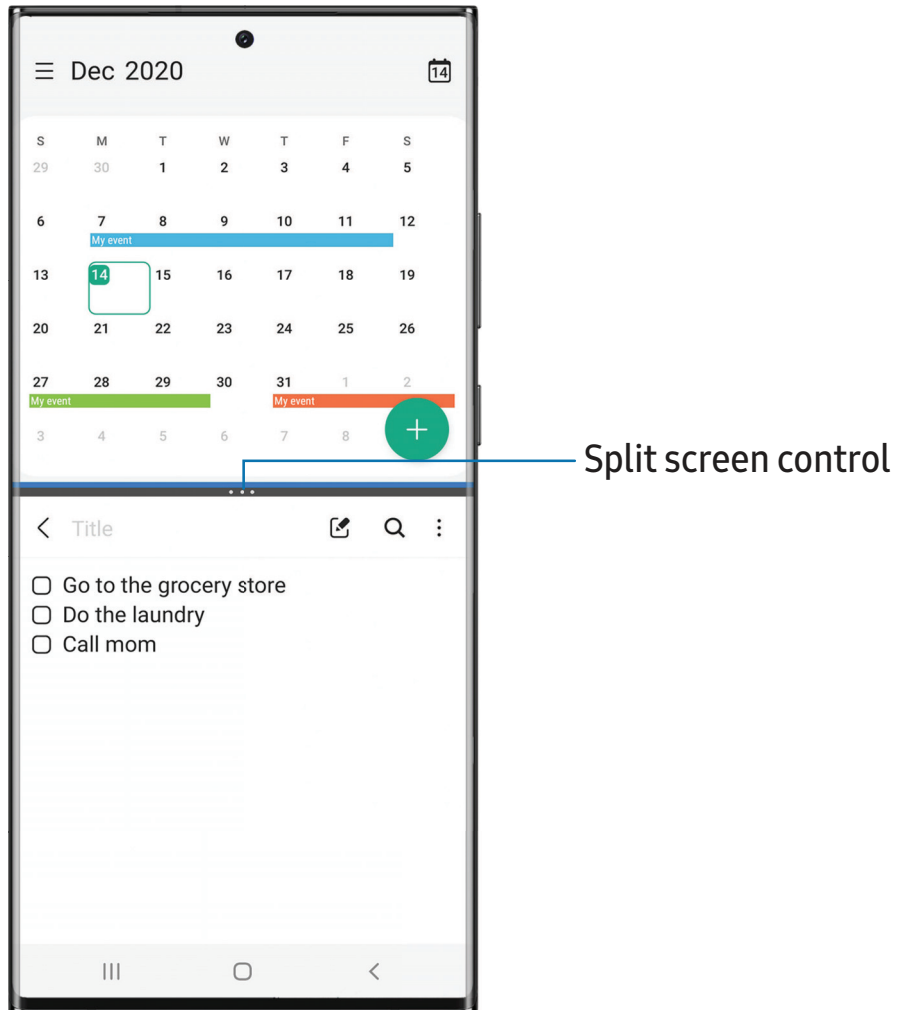 Dec 2020
14
S M T W T F S
29 30 1 2 3 4 5
6 7 8 9 10 11 12
My event
13 14 15 16 17 18 19
20 21 22 23 24 25 26
27 28 29 30 31 1 2
My event My event
3 4 5 6 7 8
Split screen control
Title
Go to the grocery store
Do the laundry
Call mom